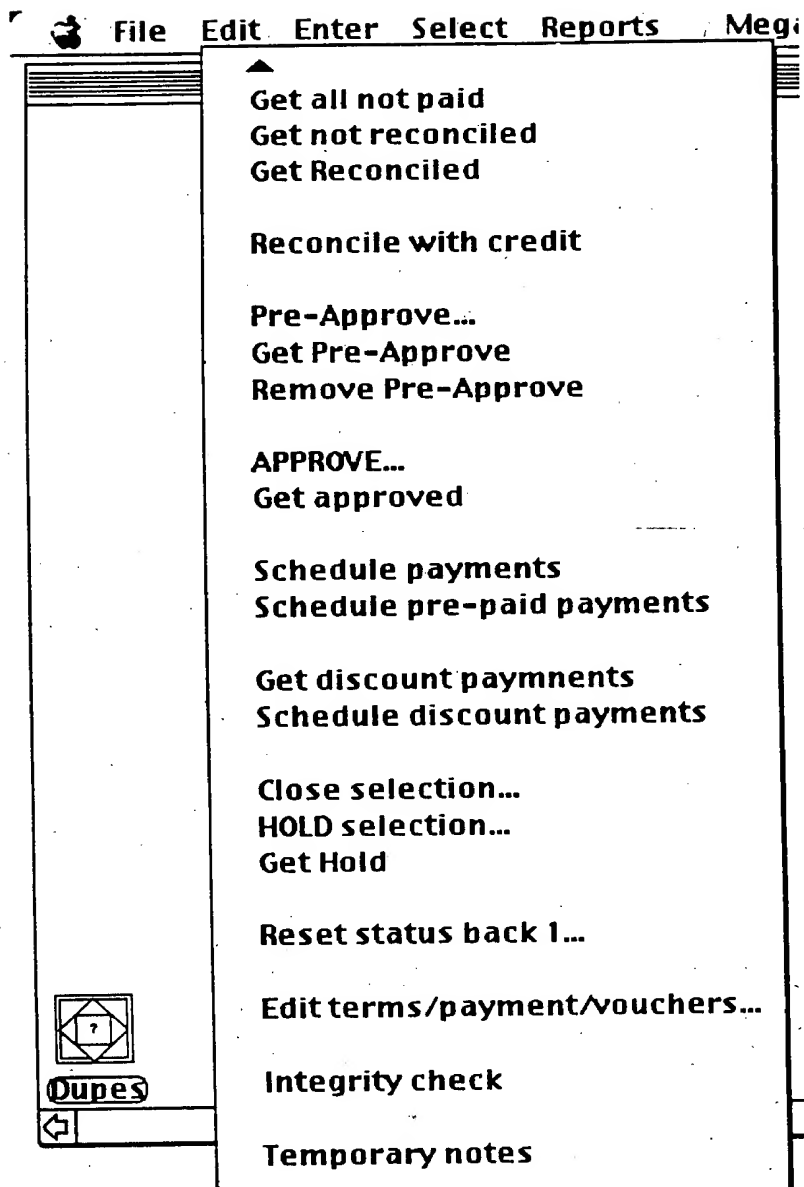 File Edit Enter Select Reports
Get all not paid
Get not reconciled
Get Reconciled
Reconcile with credit
Pre-Approve...
Get Pre-Approve
Remove Pre-Approve
APPROVE...
Get approved
Schedule payments
Schedule pre-paid payments
Get discount paymnents
Schedule discount payments
Close selection...
HOLD selection...
Get Hold
Reset status back 1...
Edit terms/payment/vouchers...
?
Dupes
Integrity check
Temporary notes